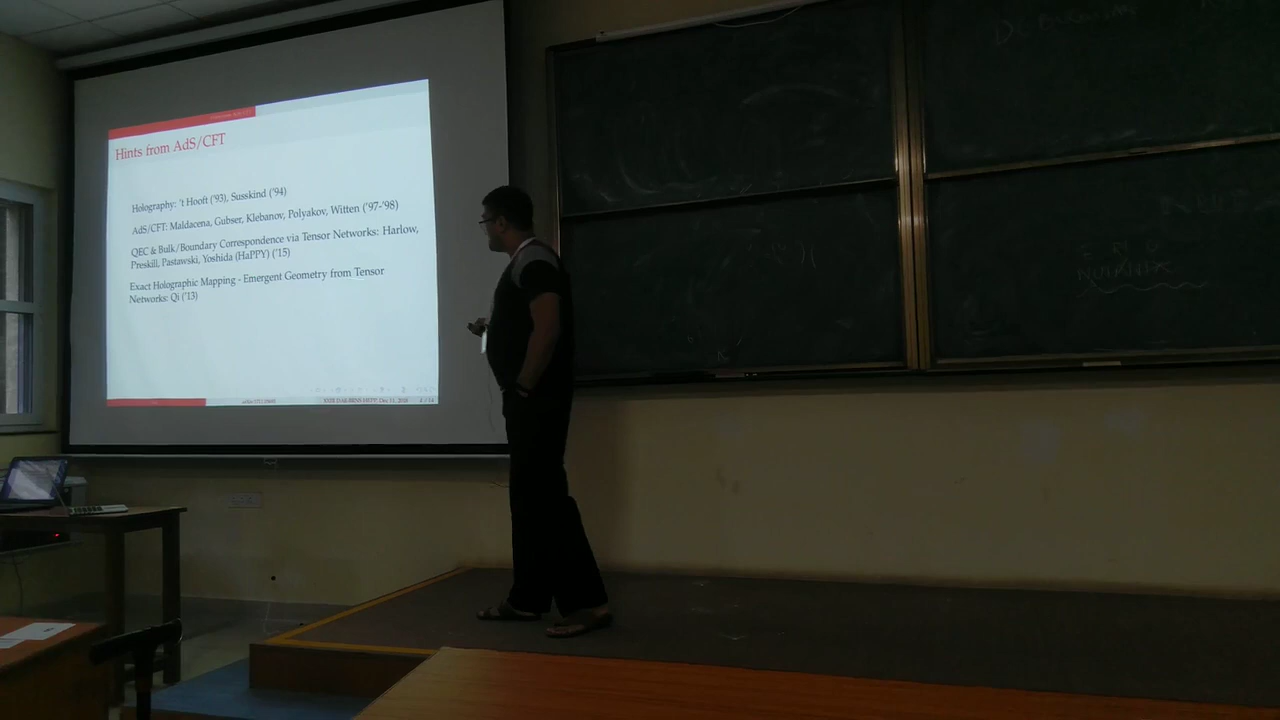 Hints from AdS/CFT
Holography: 't Hooft ('93), Susskind ('94)
AdS/CFT: Maldacena, Gubser, Klebanov, Polyakov, Witten ('97-'98)
QEC & Bulk/Boundary Correspondence via Tensor Networks: Harlow,
Preskill, Pastawski, Yoshida (HaPPY) ('15)
Exact Holographic Mapping - Emergent Geometry from Tensor
Networks: Qi ('13)
NUTANIX